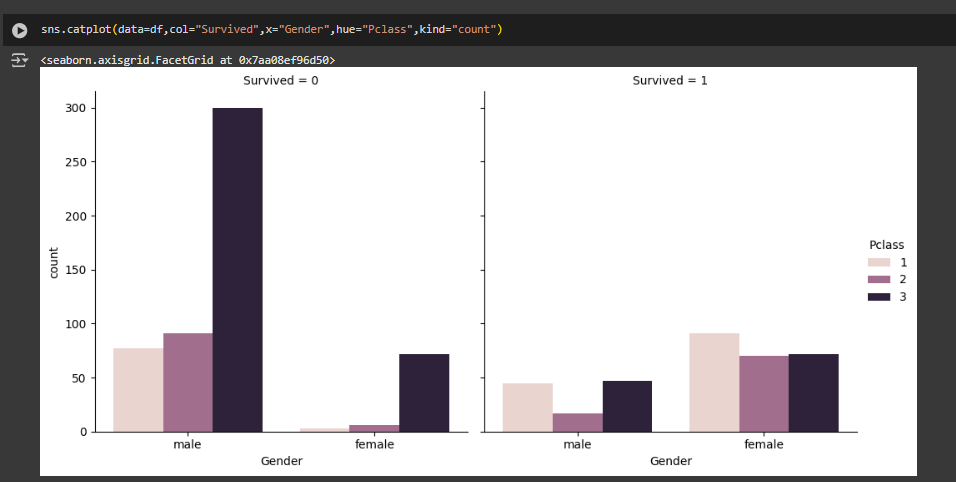 sns.catplot(data=df,col="Survived",x="Gender",hue="Pclass",kind="count")
<seaborn.axisgrid.FacetGrid at 0x7aa08ef96d50>
Survived = 0
Survived = 1
300
250
200
150
100
50
0
count
male
female
Gender
male
female
Gender
Pclass
1
2
3